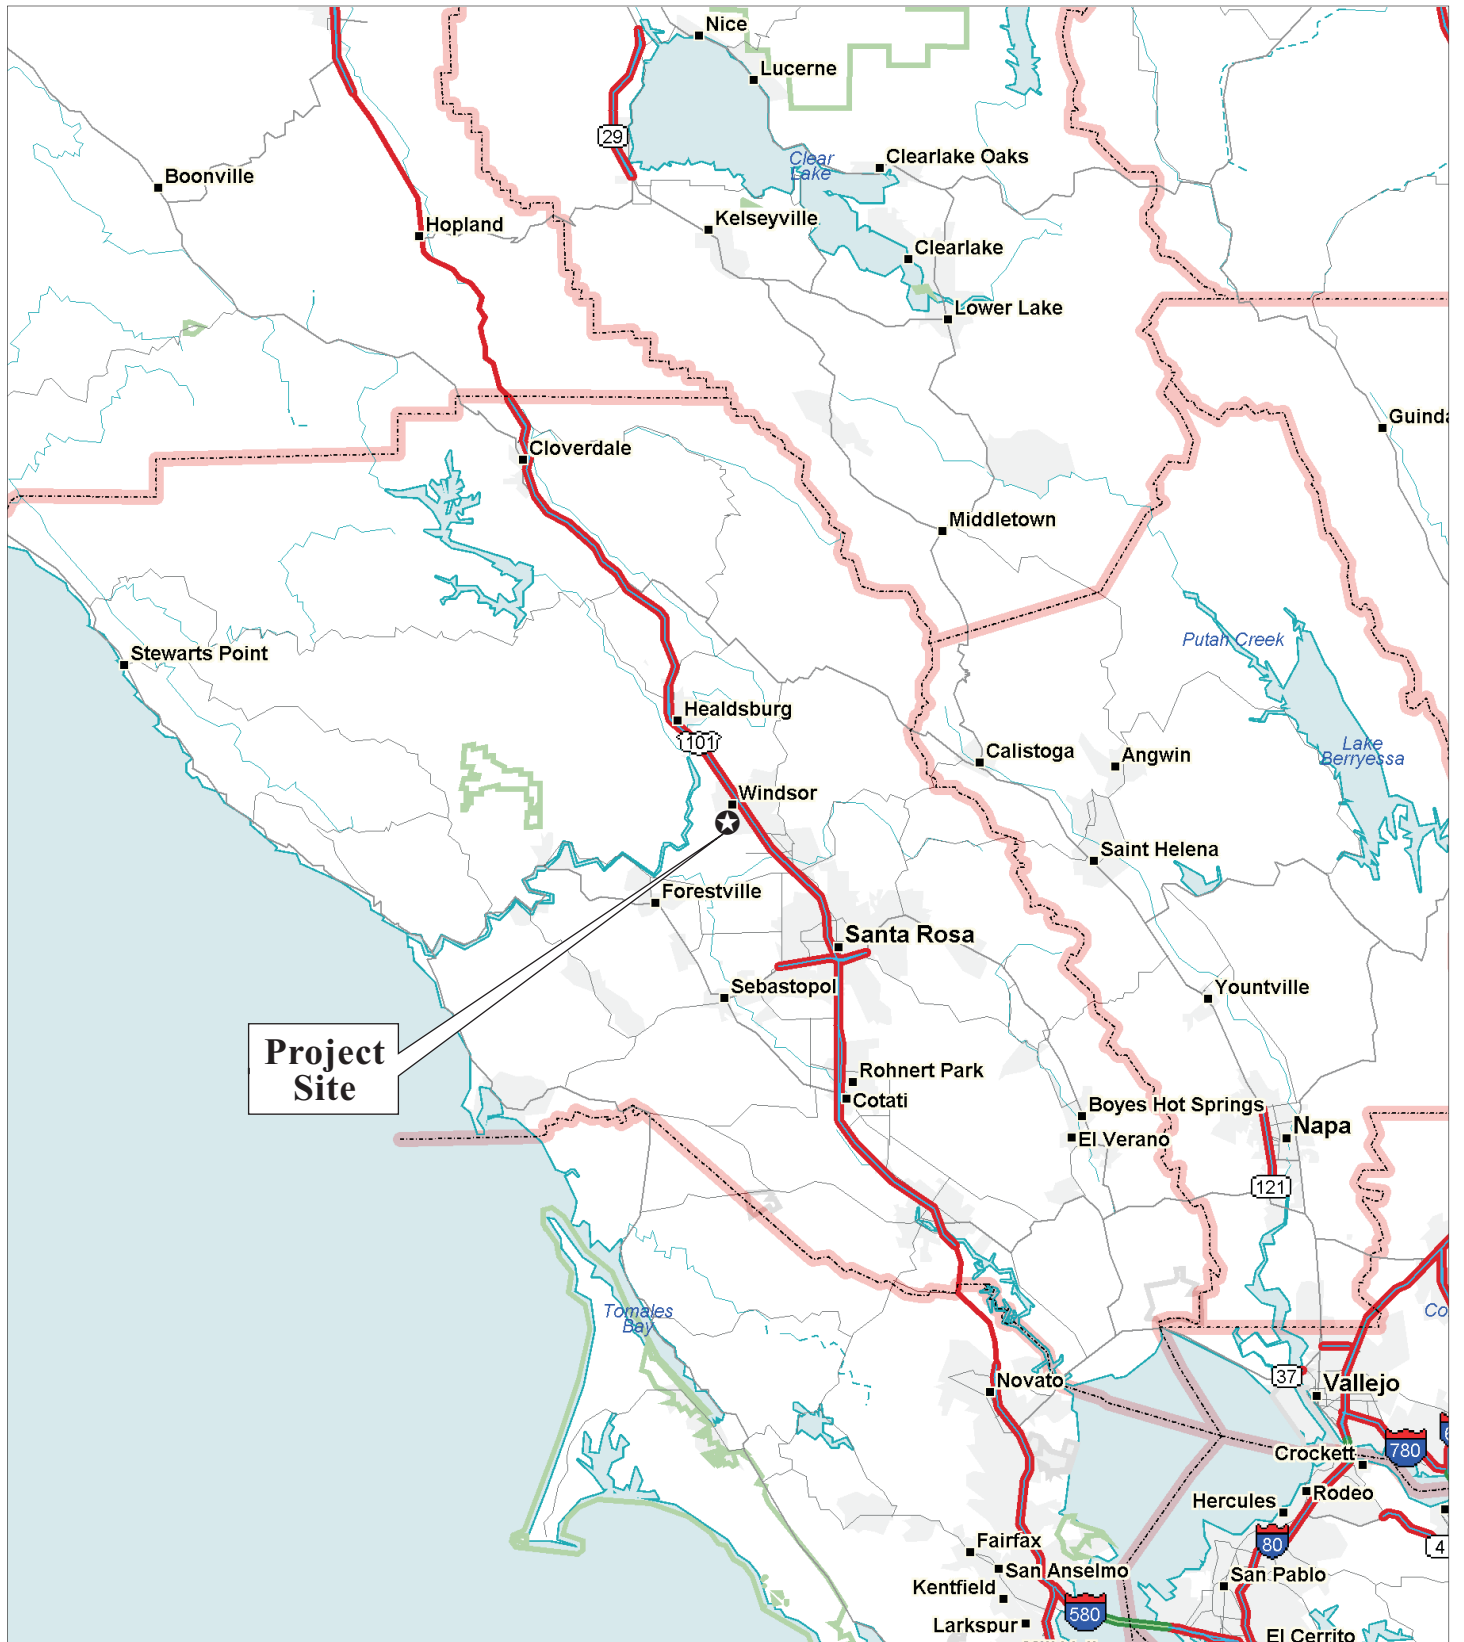 Nice
Lucerne
29
Clear
Lake
Clearlake Oaks
Boonville
Kelseyville
Hopland
Clearlake
Lower Lake
Guinda
Cloverdale
Middletown
Putah Creek
Stewarts Point
Healdsburg
101
Calistoga
Angwin
Lake
Berryessa
Windsor
Saint Helena
Forestville
Santa Rosa
Sebastopol
Yountville
Project
Site
Rohnert Park
Cotati
Boyes Hot Springs
Napa
El Verano
121
Tomales
Bay
Co
37
Novato
Vallejo
Crockett
780
6
Rodeo
Hercules
80
4
Fairfax
San Anselmo
San Pablo
Kentfield
580
Larkspur
El Cerrito